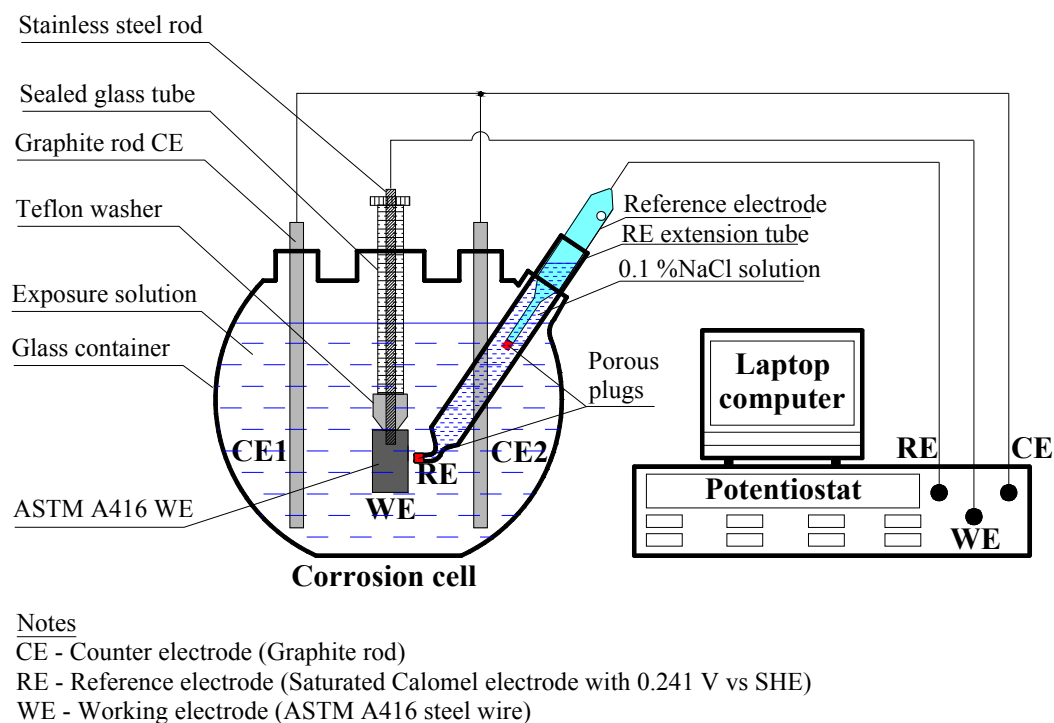 Stainless steel rod
Sealed glass tube
Graphite rod CE
Teflon washer
Exposure solution
Glass container
ASTM A416 WE
Reference electrode
RE extension tube
0.1 %NaCl solution
Porous
plugs
CE1
RE
CE2
WE
Corrosion cell
Laptop
computer
RE
CE
Potentiostat
WE
Notes
CE - Counter electrode (Graphite rod)
RE - Reference electrode (Saturated Calomel electrode with 0.241 V vs SHE)
WE - Working electrode (ASTM A416 steel wire)